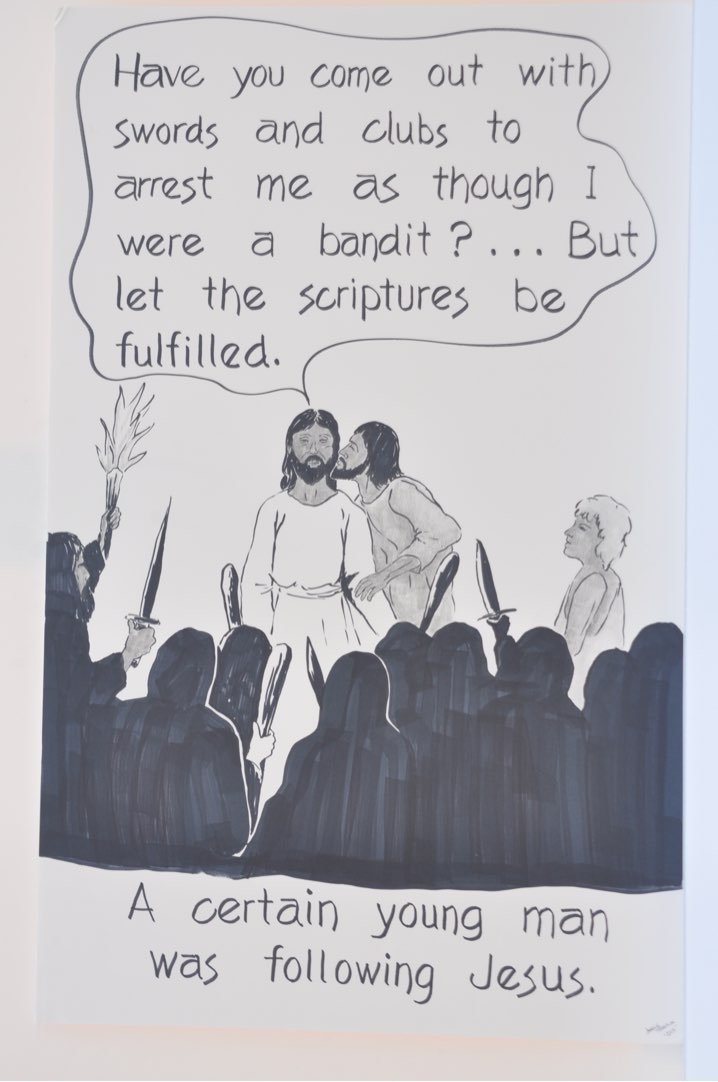 Have you come out with
swords and clubs to
arrest me as though I
were a bandit?... But
let the scriptures be
fulfilled.
A certain young man
was following Jesus.